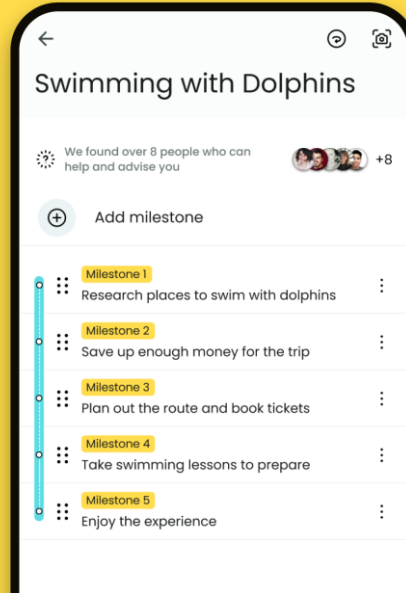 Swimming with Dolphins
We found over 8 people who can
help and advise you
+8
Add milestone
Milestone 1
Research places to swim with dolphins
Milestone 2
Save up enough money for the trip
Milestone 3
Plan out the route and book tickets
Milestone 4
Take swimming lessons to prepare
Milestone 5
Enjoy the experience